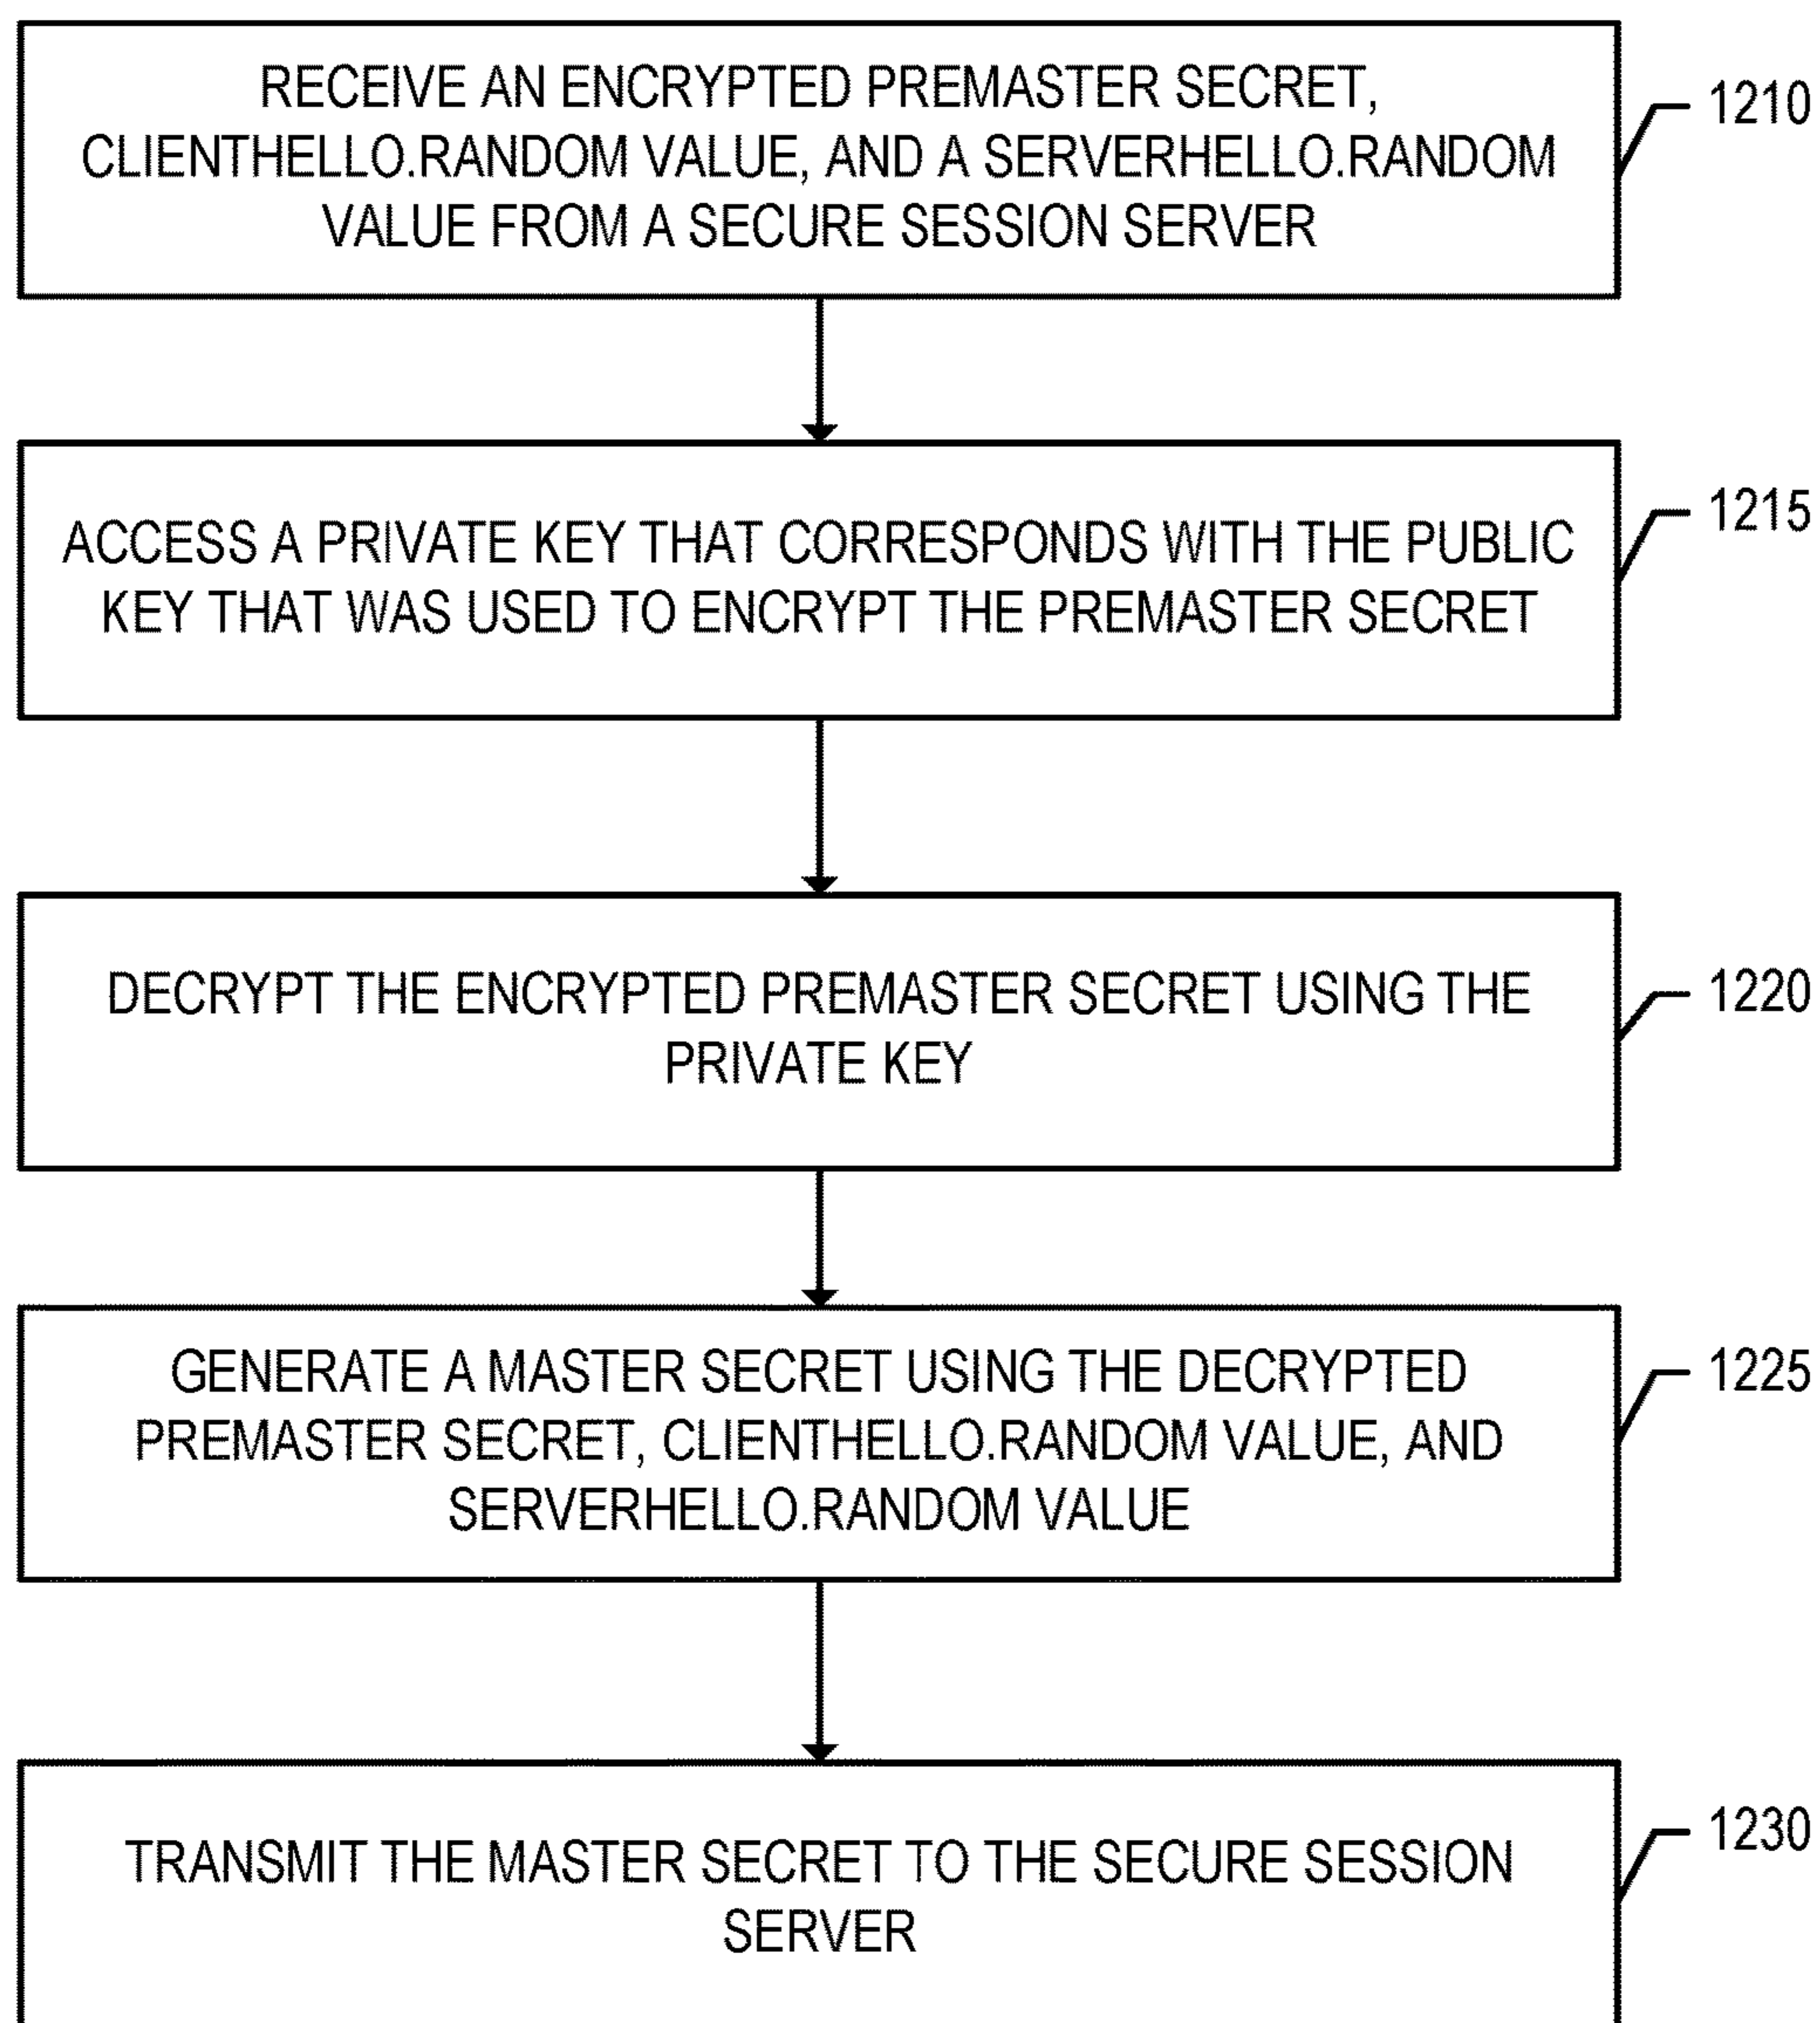 RECEIVE AN ENCRYPTED PREMASTER SECRET,
CLIENTHELLO.RANDOM VALUE, AND A SERVERHELLO.RANDOM
VALUE FROM A SECURE SESSION SERVER
1210
ACCESS A PRIVATE KEY THAT CORRESPONDS WITH THE PUBLIC
KEY THAT WAS USED TO ENCRYPT THE PREMASTER SECRET
1215
DECRYPT THE ENCRYPTED PREMASTER SECRET USING THE
PRIVATE KEY
1220
GENERATE A MASTER SECRET USING THE DECRYPTED
PREMASTER SECRET, CLIENTHELLO.RANDOM VALUE, AND
SERVERHELLO.RANDOM VALUE
1225
TRANSMIT THE MASTER SECRET TO THE SECURE SESSION
SERVER
1230